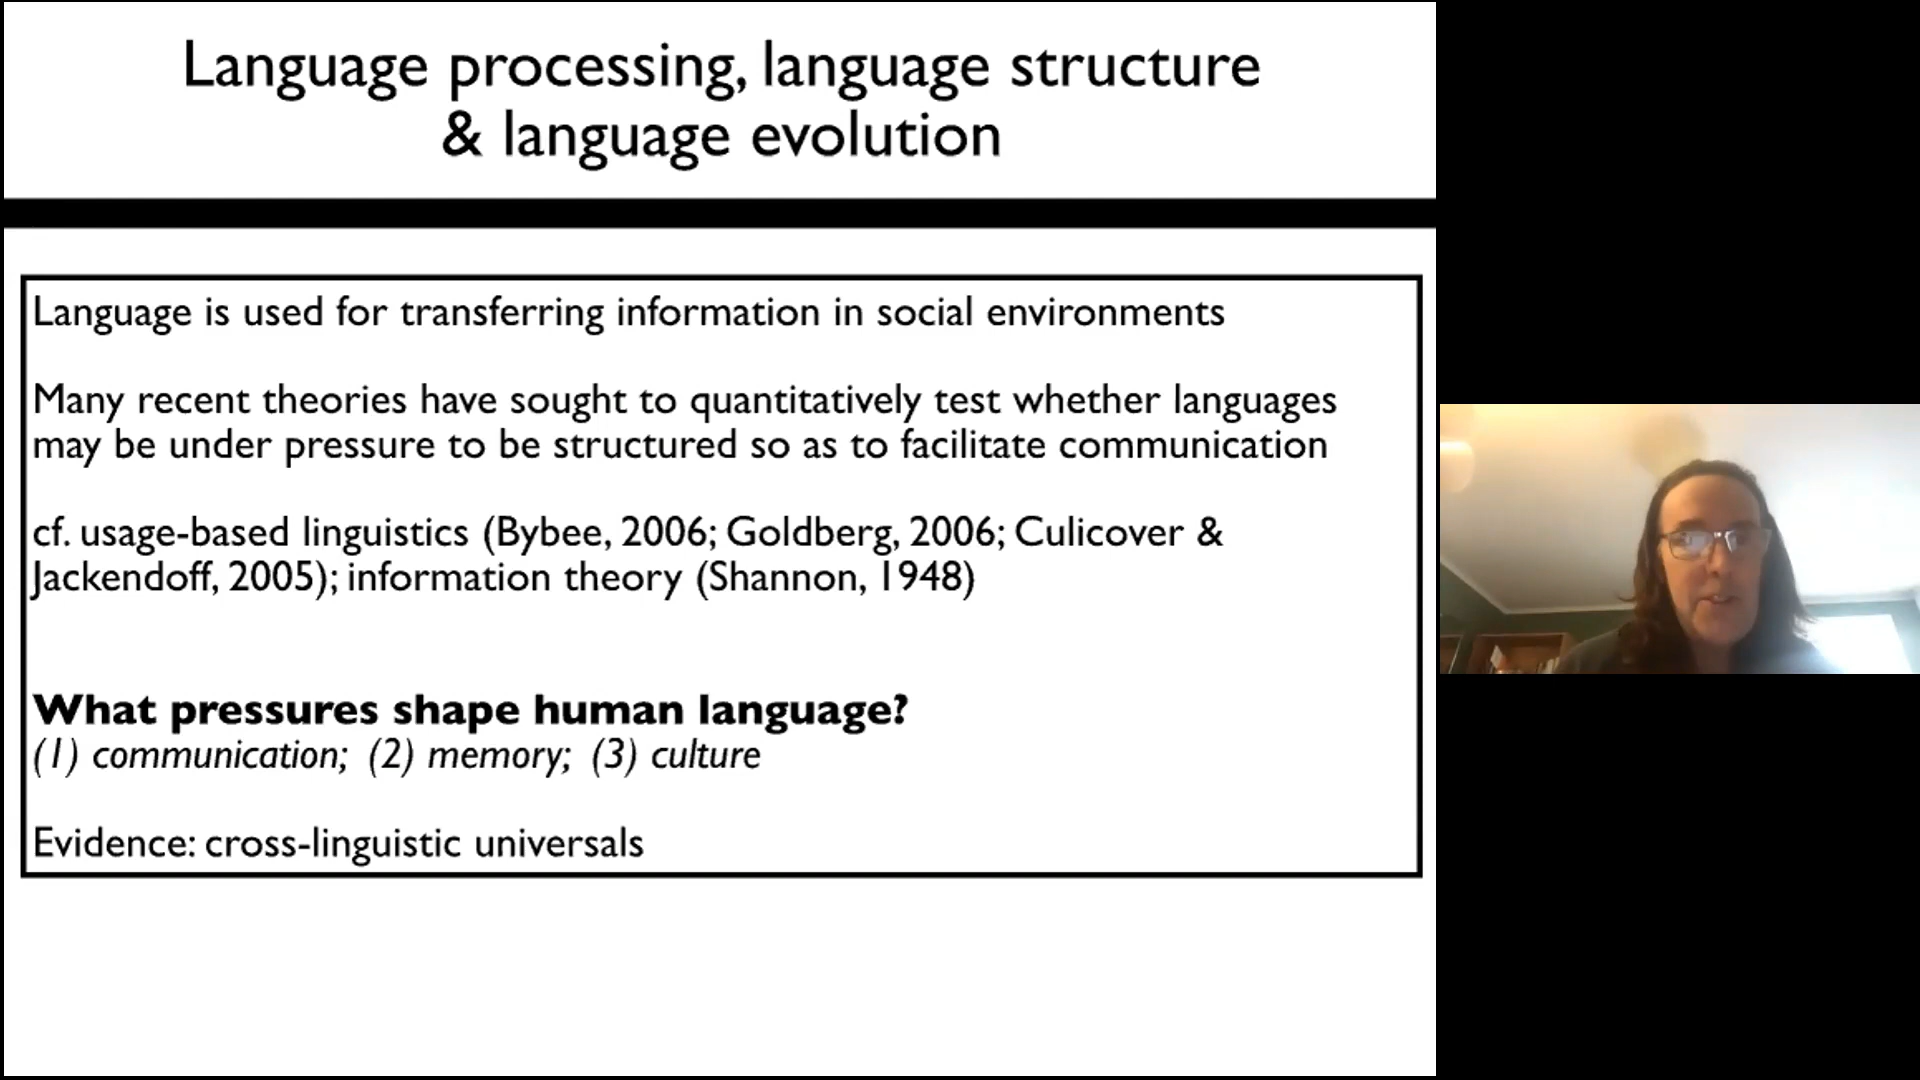 Language processing, language structure
& language evolution
Language is used for transferring information in social environments
Many recent theories have sought to quantitatively test whether languages
may be under pressure to be structured so as to facilitate communication
cf. usage-based linguistics (Bybee, 2006; Goldberg, 2006; Culicover &
Jackendoff, 2005); information theory (Shannon, 1948)
What pressures shape human language?
(1) communication; (2) memory; (3) culture
Evidence: cross-linguistic universals